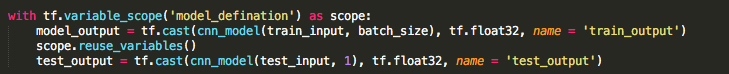 with tf.variable_scope('model_defination') as scope:
    model_output = tf.cast(cnn_model(train_input, batch_size), tf.float32, name = 'train_output')
    scope.reuse_variables()
    test_output = tf.cast(cnn_model(test_input, 1), tf.float32, name = 'test_output')